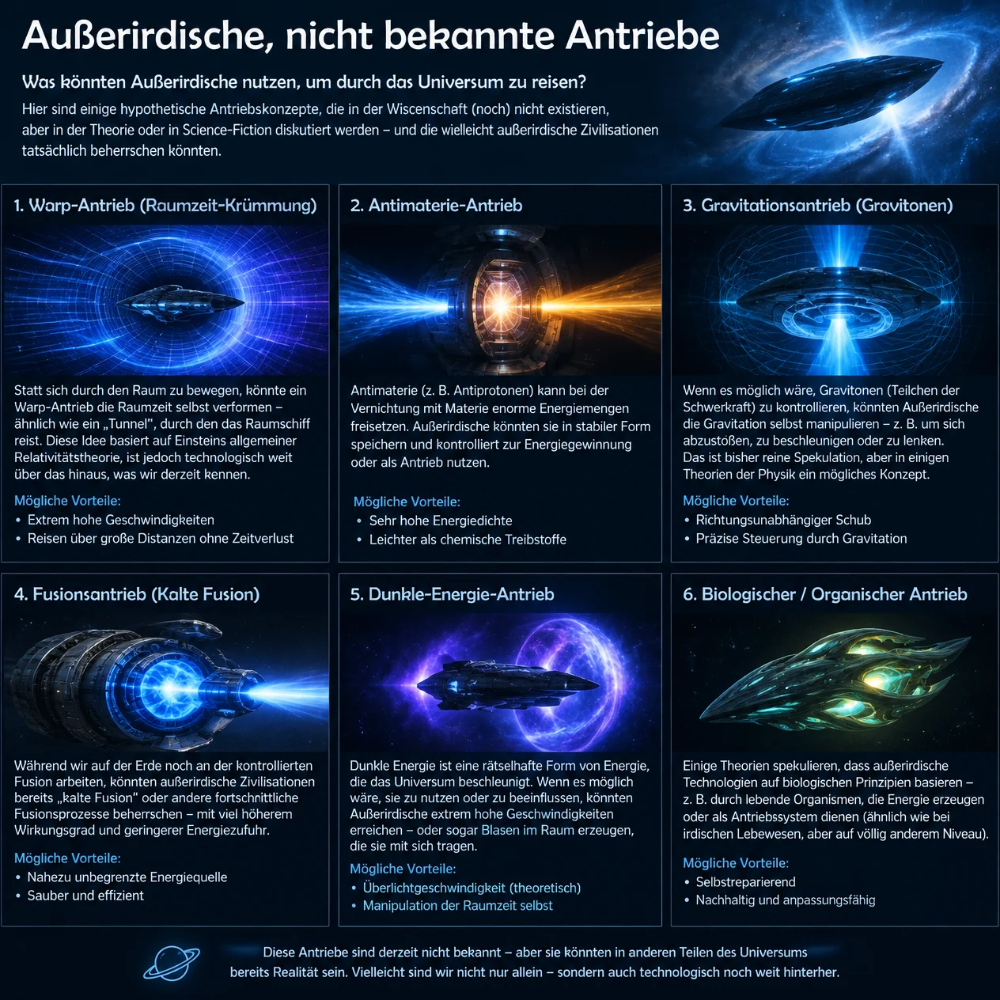 Außerirdische, nicht bekannte Antriebe
Was könnten Außerirdische nutzen, um durch das Universum zu reisen?
Hier sind einige hypothetische Antriebskonzepte, die in der Wiscenschaft (noch) nicht existieren,
aber in der Theorie oder in Science-Fiction diskutiert werden – und die wielleicht außerirdische Zivilisationen
tatsächlich beherrschen könnten.
1. Warp-Antrieb (Raumzeit-Krümmung)
Statt sich durch den Raum zu bewegen, könnte ein
Warp-Antrieb die Raumzeit selbst verformen –
ähnlich wie ein „Tunnel“, durch den das Raumschiff
reist. Diese Idee basiert auf Einsteins allgemeiner
Relativitätstheorie, ist jedoch technologisch weit
über das hinaus, was wir derzeit kennen.
Mögliche Vorteile:
• Extrem hohe Geschwindigkeiten
• Reisen über große Distanzen ohne Zeitverlust
2. Antimaterie-Antrieb
Antimaterie (z. B. Antiprotonen) kann bei der
Vernichtung mit Materie enorme Energiemengen
freisetzen. Außerirdische könnten sie in stabiler Form
speichern und kontrolliert zur Energiegewinnung
oder als Antrieb nutzen.
Mögliche Vorteile:
• Sehr hohe Energiedichte
• Leichter als chemische Treibstoffe
3. Gravitationsantrieb (Gravitonen)
Wenn es möglich wäre, Gravitonen (Teilchen der
Schwerkraft) zu kontrollieren, könnten Außerirdische
die Gravitation selbst manipulieren – z. B. um sich
abzustoßen, zu beschleunigen oder zu lenken.
Das ist bisher reine Spekulation, aber in einigen
Theorien der Physik ein mögliches Konzept.
Mögliche Vorteile:
• Richtungsunabhängiger Schub
• Präzise Steuerung durch Gravitation
4. Fusionsantrieb (Kalte Fusion)
Während wir auf der Erde noch an der kontrollierten
Fusion arbeiten, könnten außerirdische Zivilisationen
bereits „kalte Fusion“ oder andere fortschnittliche
Fusionsprozesse beherrschen – mit viel höherem
Wirkungsgrad und geringerer Energiezufuhr.
Mögliche Vorteile:
• Nahezu unbegrenzte Energiequelle
• Sauber und effizient
5. Dunkle-Energie-Antrieb
Dunkle Energie ist eine rätselhafte Form von Energie,
die das Universum beschleunigt. Wenn es möglich
wäre, sie zu nutzen oder zu beeinflussen, könnten
Außerirdische extrem hohe Geschwindigkeiten
erreichen – oder sogar Blasen im Raum erzeugen,
die sie mit sich tragen.
Mögliche Vorteile:
• Überlichtgeschwindigkeit (theoretisch)
• Manipulation der Raumzeit selbst
6. Biologischer / Organischer Antrieb
Einige Theorien spekulieren, dass außerirdische
Technologien auf biologischen Prinzipien basieren –
z. B. durch lebende Organismen, die Energie erzeugen
oder als Antriebssystem dienen (ähnlich wie bei
irdischen Lebewesen, aber auf völlig anderem Niveau).
Mögliche Vorteile:
• Selbstreparierend
• Nachhaltig und anpassungsfähig
Diese Antriebe sind derzeit nicht bekannt – aber sie könnten in anderen Teilen des Universums
bereits Realität sein. Vielleicht sind wir nicht nur allein – sondern auch technologisch noch weit hinterher.